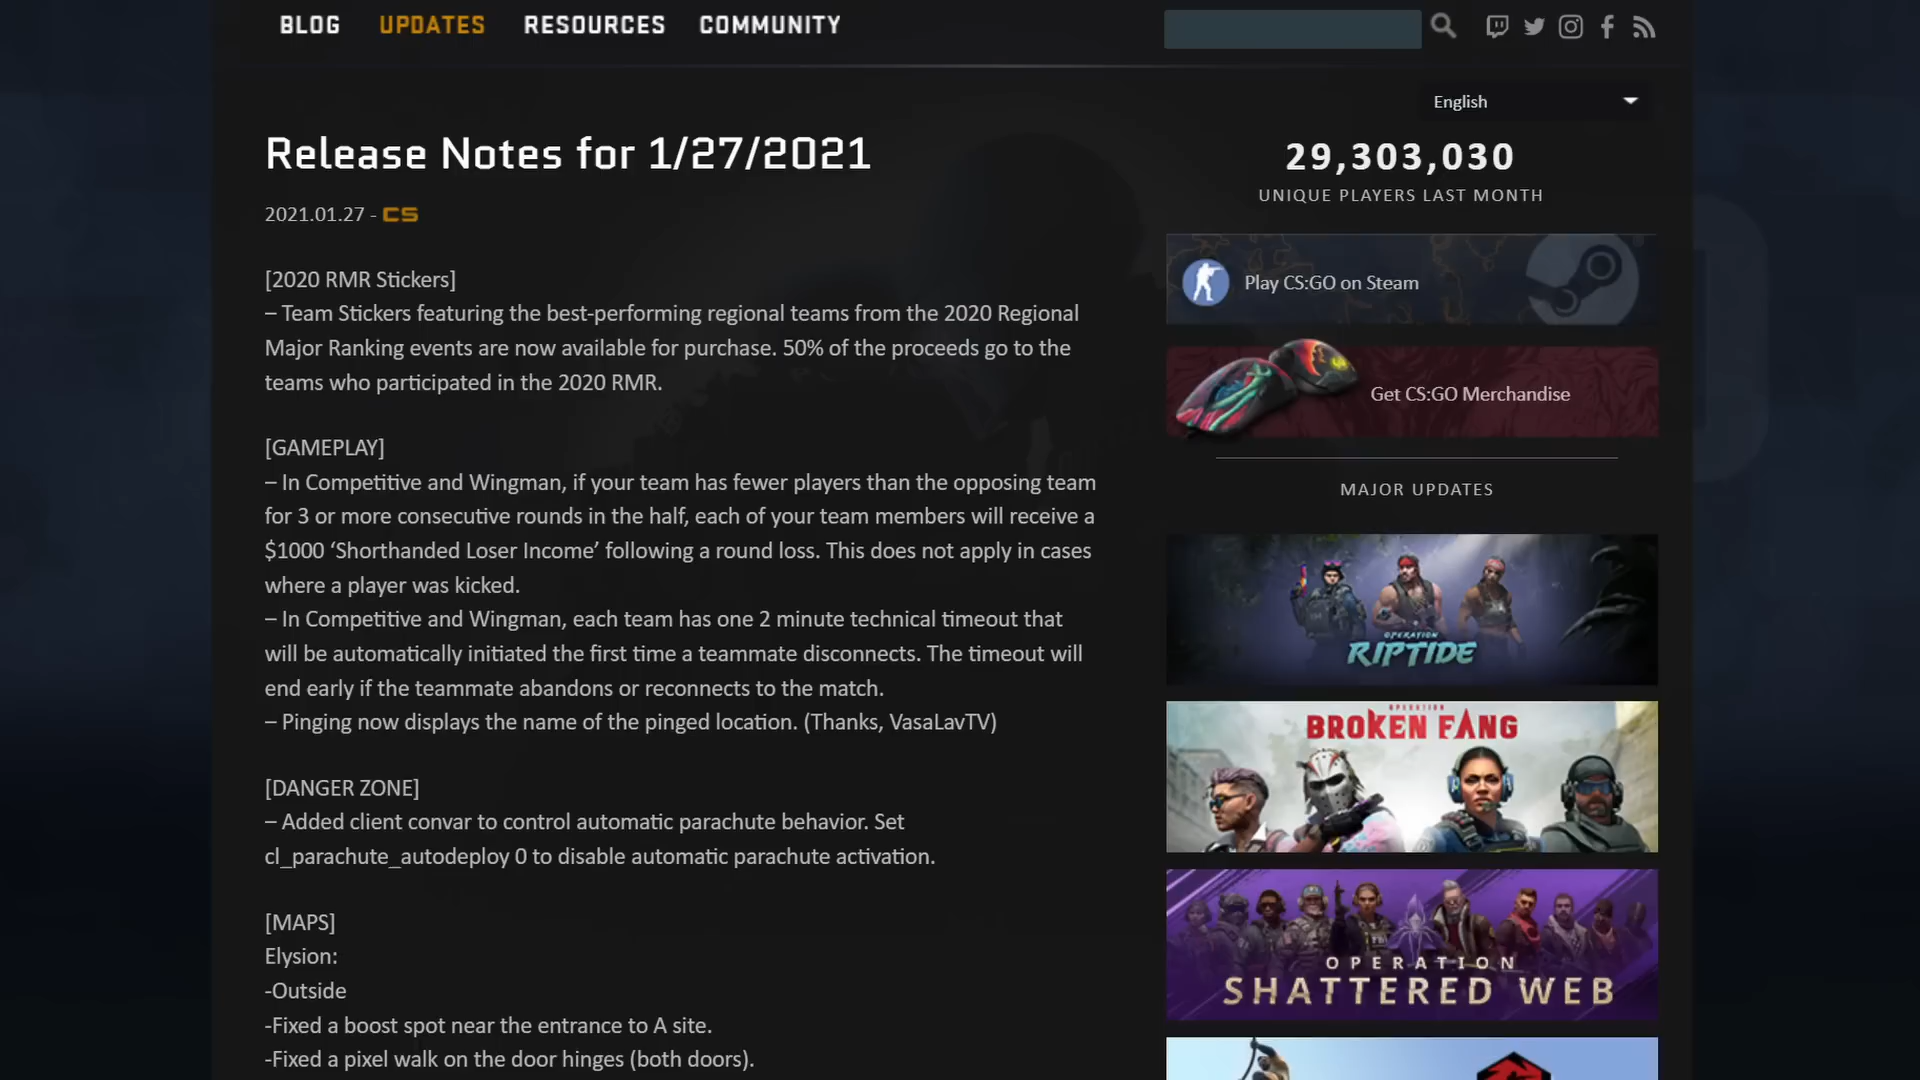 BLOG UPDATES RESOURCES COMMUNITY
English
Release Notes for 1/27/2021
2021.01.27 - CS
[2020 RMR Stickers]
– Team Stickers featuring the best-performing regional teams from the 2020 Regional
Major Ranking events are now available for purchase. 50% of the proceeds go to the
teams who participated in the 2020 RMR.
[GAMEPLAY]
– In Competitive and Wingman, if your team has fewer players than the opposing team
for 3 or more consecutive rounds in the half, each of your team members will receive a
$1000 ‘Shorthanded Loser Income’ following a round loss. This does not apply in cases
where a player was kicked.
– In Competitive and Wingman, each team has one 2 minute technical timeout that
will be automatically initiated the first time a teammate disconnects. The timeout will
end early if the teammate abandons or reconnects to the match.
– Pinging now displays the name of the pinged location. (Thanks, VasaLavTV)
[DANGER ZONE]
– Added client convar to control automatic parachute behavior. Set
cl_parachute_autodeploy 0 to disable automatic parachute activation.
[MAPS]
Elysion:
-Outside
-Fixed a boost spot near the entrance to A site.
-Fixed a pixel walk on the door hinges (both doors).
29,303,030
UNIQUE PLAYERS LAST MONTH
Play CS:GO on Steam
Get CS:GO Merchandise
MAJOR UPDATES
OPERATION
RIPTIDE
OPERATION
BROKEN FANG
OPERATION
SHATTERED WEB